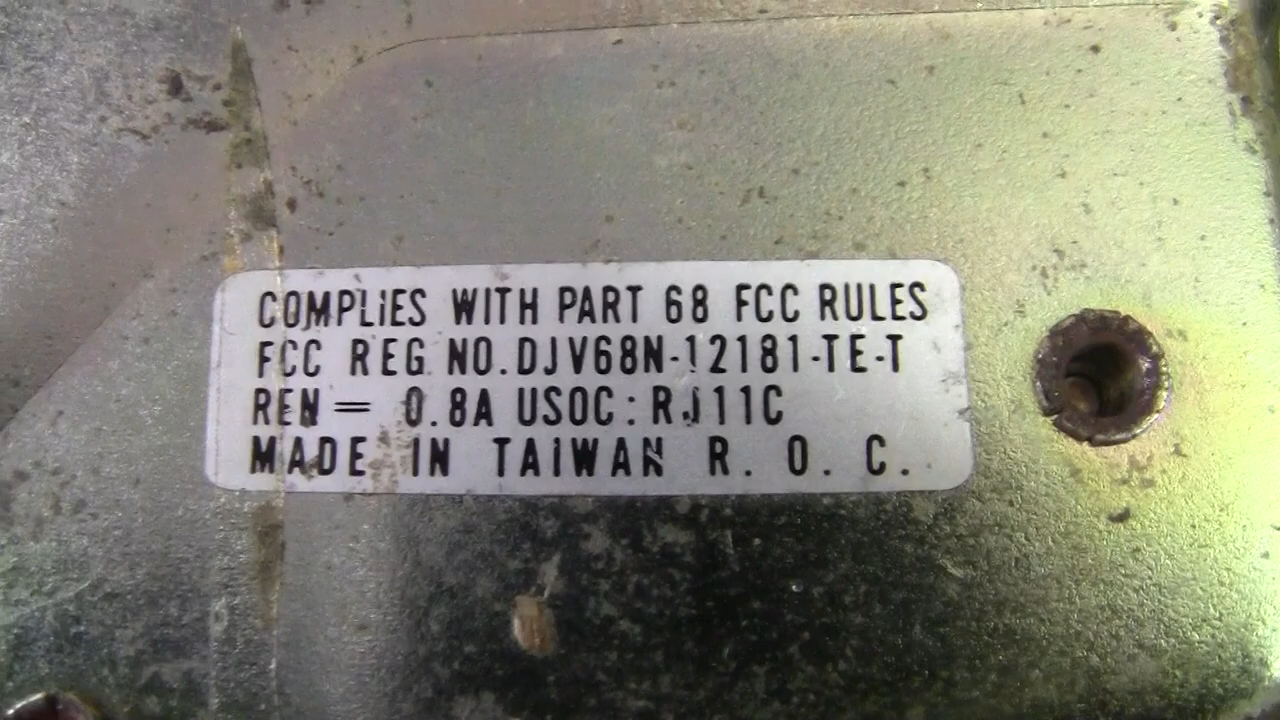 COMPLIES WITH PART 68 FCC RULES
FCC REG. NO. DJV68N-12181-TE-T
REN = 0.8A USOC: RJ11C
MADE IN TAIWAN R. O. C.